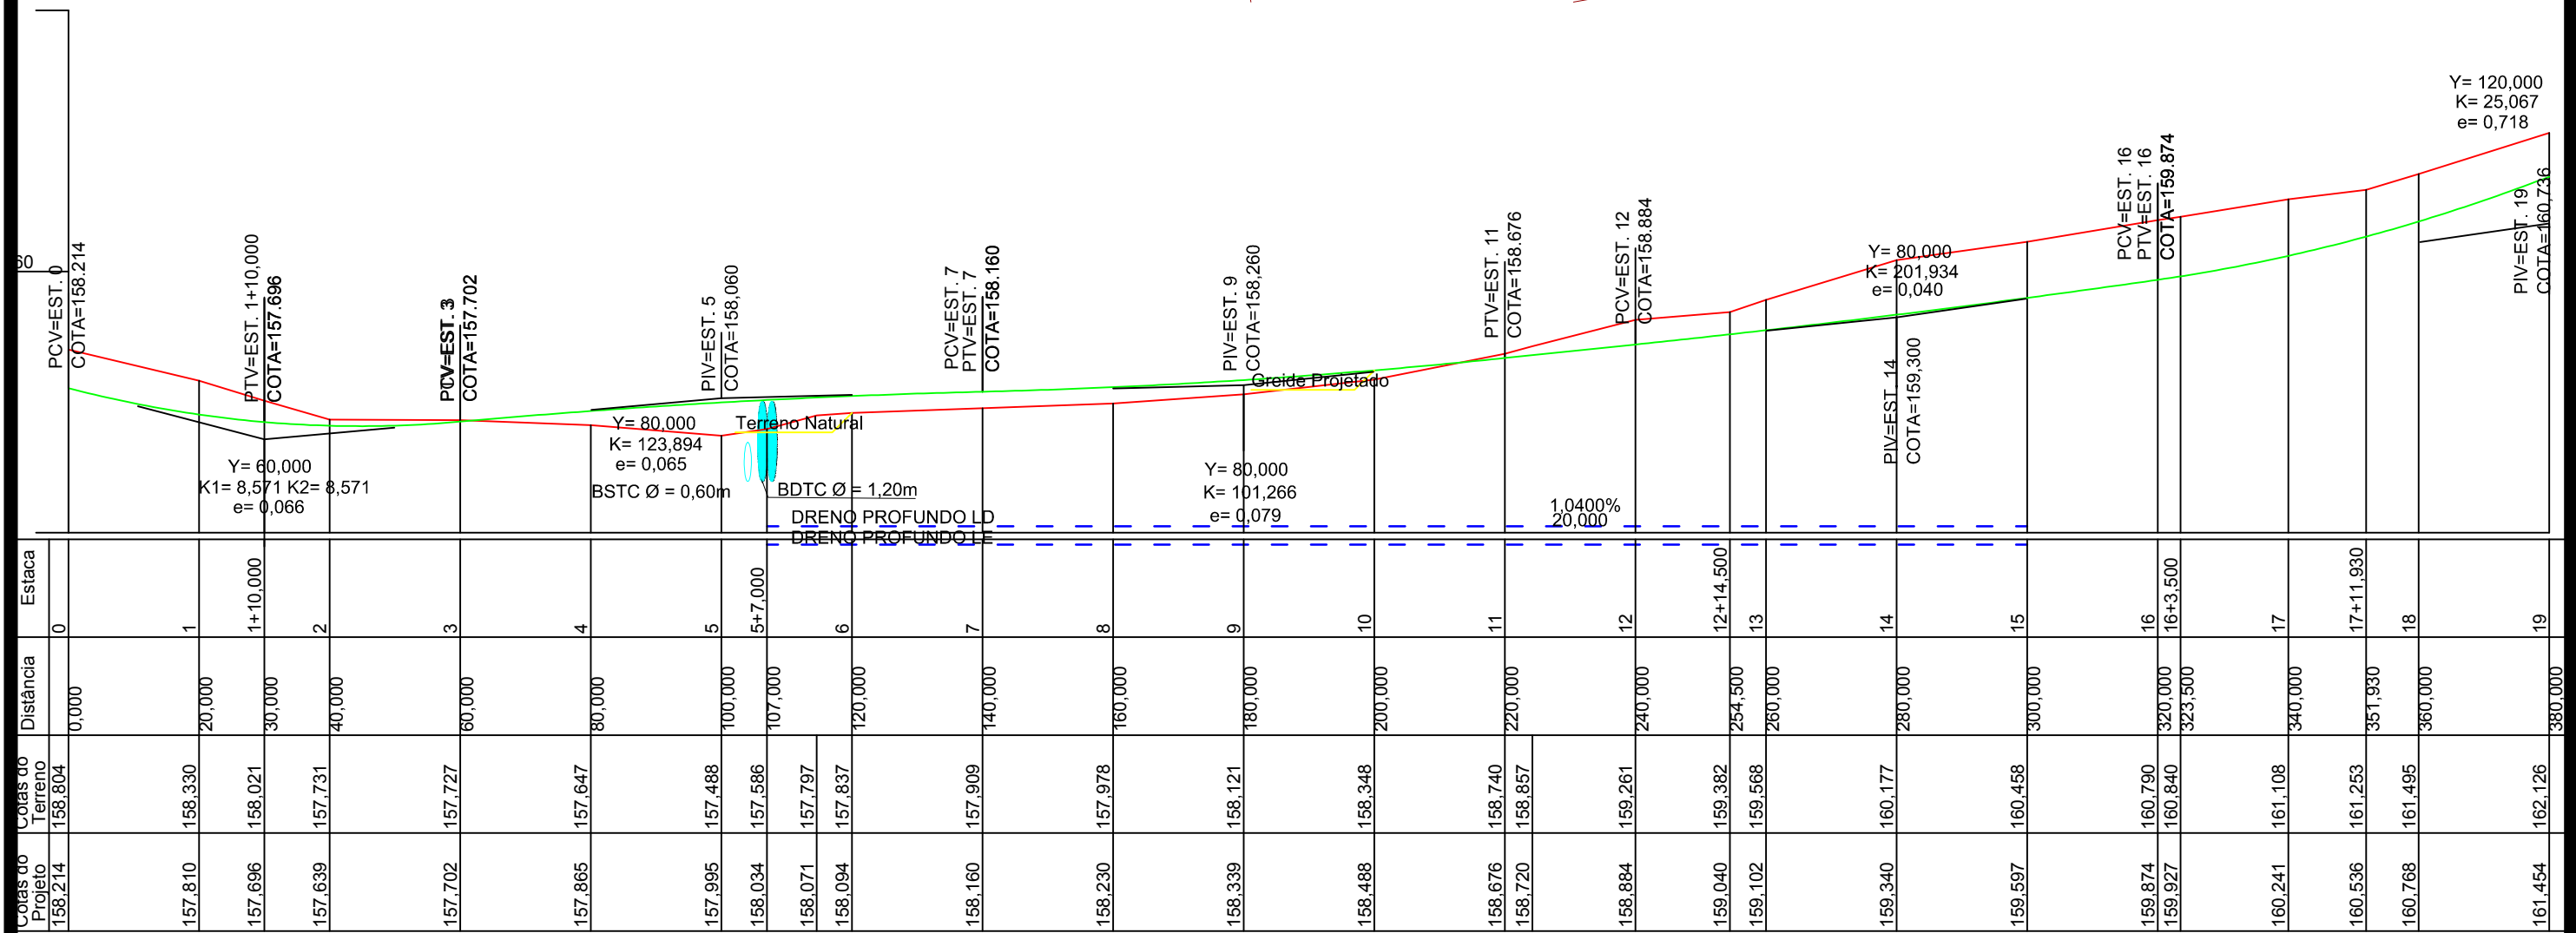 60
PCV=EST. 0
COTA=158.214
PTV=EST. 1+10,000
COTA=157.696
Y= 60,000
K1= 8,571 K2= 8,571
e= 0,066
PCV=EST. 3
COTA=157.702
PIV=EST. 5
COTA=158,060
Y= 80,000
K= 123,894
e= 0,065
BSTC Ø = 0,60m
Terreno Natural
BDTC Ø = 1,20m
DRENO PROFUNDO LD
DRENO PROFUNDO LE
PCV=EST. 7
PTV=EST. 7
COTA=158.160
PIV=EST. 9
COTA=158,260
Greide Projetado
Y= 80,000
K= 101,266
e= 0,079
PTV=EST. 11
COTA=158.676
1,0400%
20,000
PCV=EST. 12
COTA=158.884
Y= 80,000
K= 201,934
e= 0,040
PIV=EST. 14
COTA=159,300
PCV=EST. 16
PTV=EST. 16
COTA=159.874
Y= 120,000
K= 25,067
e= 0,718
PIV=EST. 19
COTA=160,736
Estaca
0
1
1+10,000
2
3
4
5
5+7,000
6
7
8
9
10
11
12
12+14,500
13
14
15
16
16+3,500
17
17+11,930
18
19
Distância
0,000
20,000
30,000
40,000
60,000
80,000
100,000
107,000
120,000
140,000
160,000
180,000
200,000
220,000
240,000
254,500
260,000
280,000
300,000
320,000
323,500
340,000
351,930
360,000
380,000
Cotas do
Terreno
158,804
158,330
158,021
157,731
157,727
157,647
157,488
157,586
157,797
157,837
157,909
157,978
158,121
158,348
158,740
158,857
159,261
159,382
159,568
160,177
160,458
160,790
160,840
161,108
161,253
161,495
162,126
Cotas do
Projeto
158,214
157,810
157,696
157,639
157,702
157,865
157,995
158,034
158,071
158,094
158,160
158,230
158,339
158,488
158,676
158,720
158,884
159,040
159,102
159,340
159,597
159,874
159,927
160,241
160,536
160,768
161,454